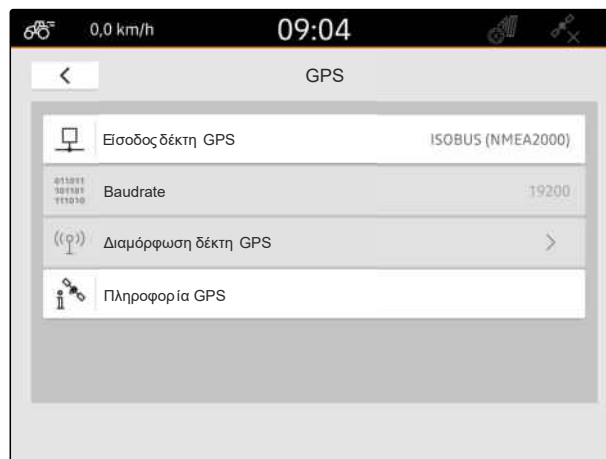 0,0 km/h 09:04
GPS
Είσοδος δέκτη GPS ISOBUS (NMEA2000)
011011
101101
111010
Baudrate 19200
Διαμόρφωση δέκτη GPS
Πληροφορία GPS